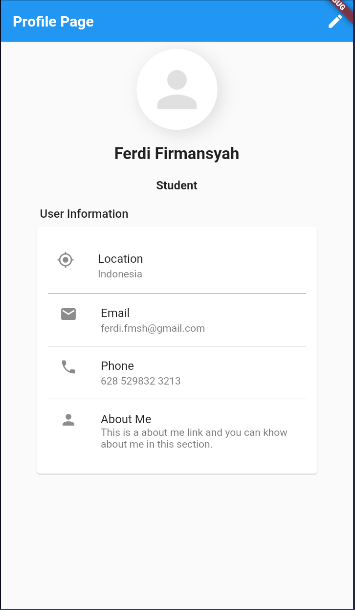 Profile Page
Ferdi Firmansyah
Student
User Information
Location
Indonesia
Email
ferdi.fmsh@gmail.com
Phone
628 529832 3213
About Me
This is a about me link and you can khow
about me in this section.